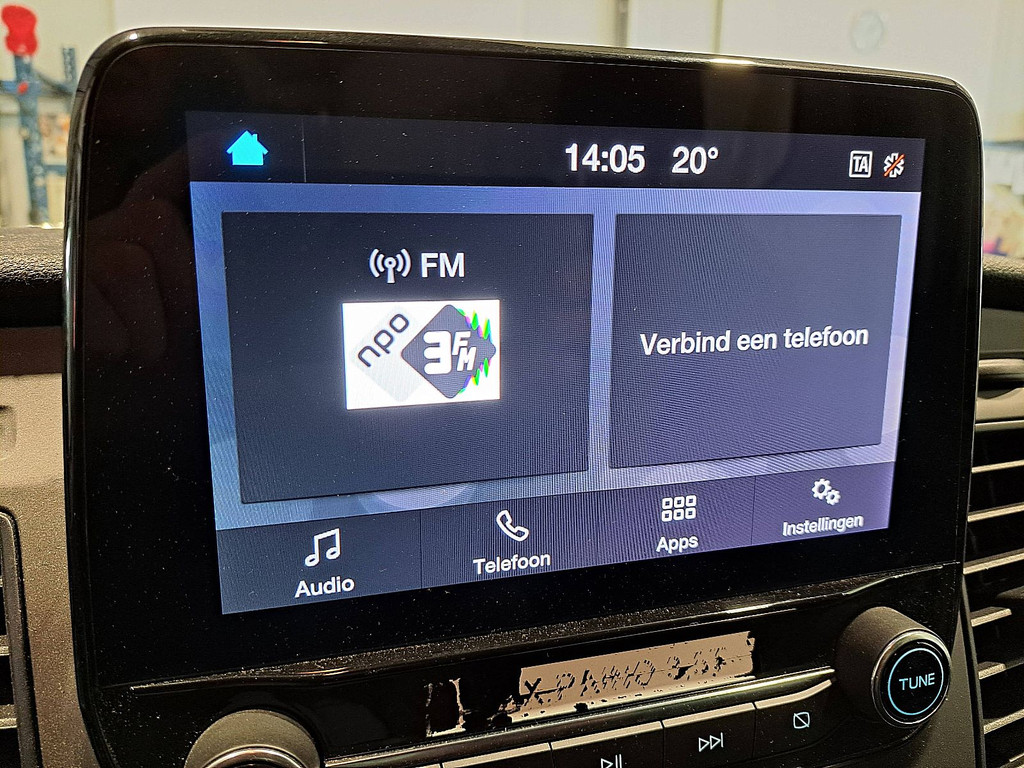 14:05 20° TA
FM
npo 3FM
Verbind een telefoon
Audio Telefoon Apps Instellingen
TUNE